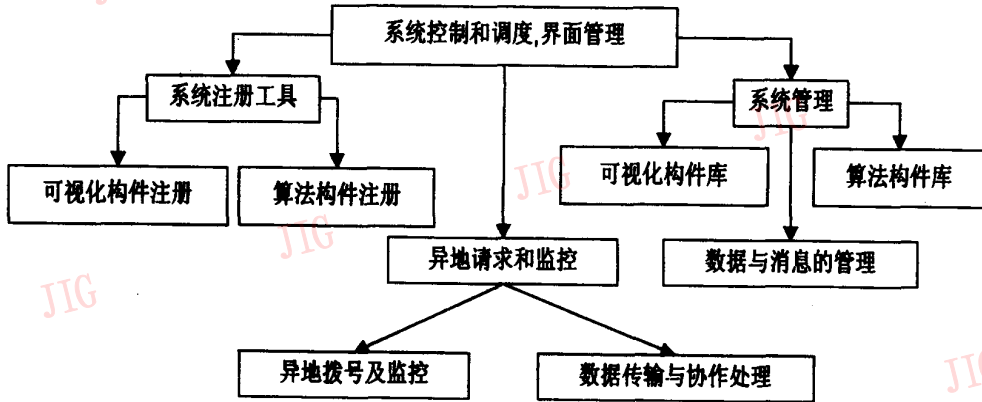 系统控制和调度,界面管理
系统注册工具
系统管理
可视化构件注册
算法构件注册
可视化构件库
算法构件库
异地请求和监控
数据与消息的管理
异地拨号及监控
数据传输与协作处理
JIG
JIG
JIG
JIG
JIG